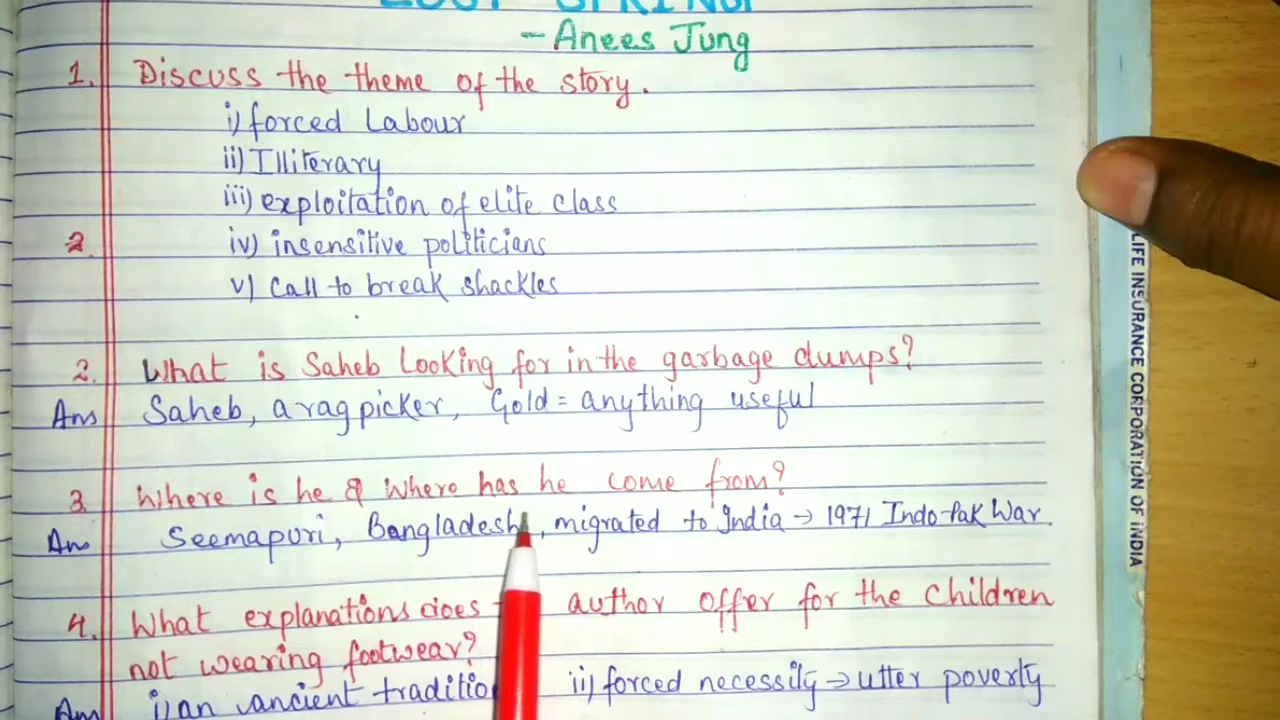 LOST SPRING
- Anees Jung
1. Discuss the theme of the story.
i) forced Labour
ii) Illiterary
iii) exploitation of elite class
2. iv) insensitive politicians
v) Call to break shackles
2. What is Saheb Looking for in the garbage dumps?
Ans Saheb, a rag picker, Gold = anything useful
3. Where is he & where has he come from?
An Seemapuri, Bangladesh, migrated to India → 1971 Indo-Pak War.
4. What explanations does author offer for the children
not wearing footwear?
Ans i) an ancient tradition ii) forced necessity → utter poverty
LIFE INSURANCE CORPORATION OF INDIA